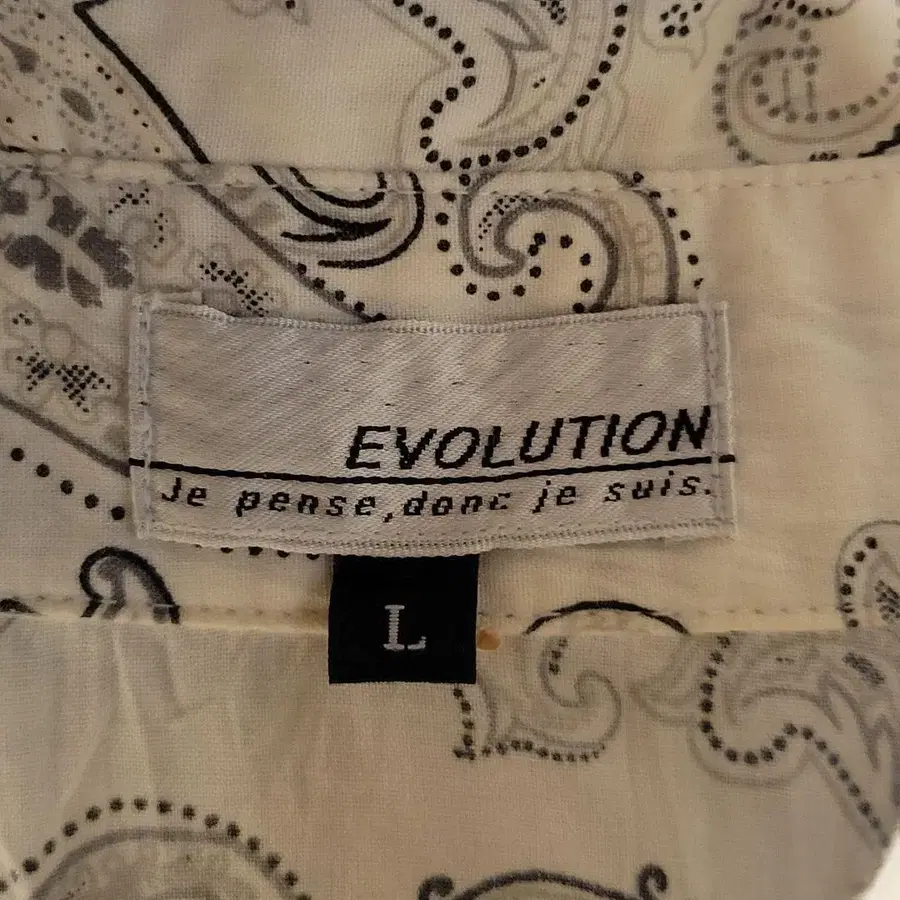 EVOLUTION
Je pense, donc je suis.
L